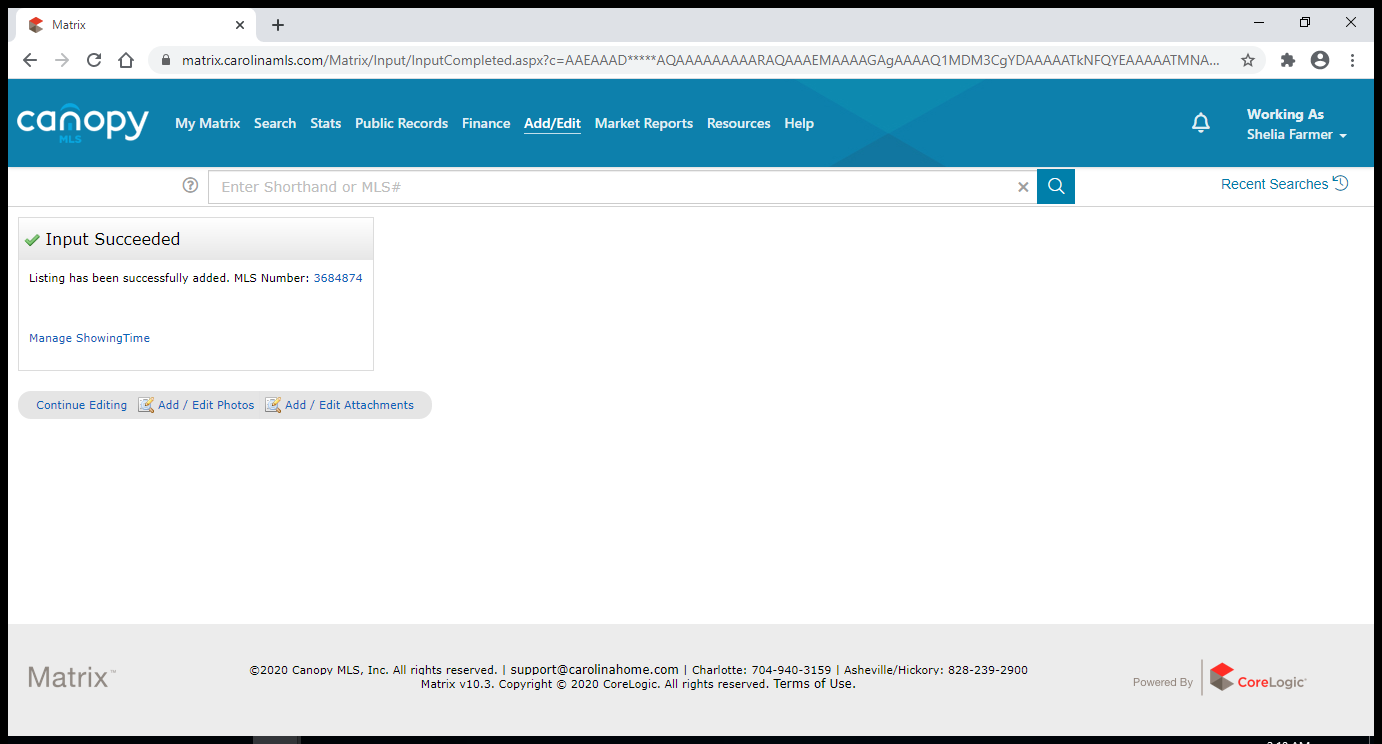 Matrix
matrix.carolinamls.com/Matrix/Input/InputCompleted.aspx?c=AAEAAAD*****AQAAAAAAAAARAQAAAEMAAAAGAgAAAAQ1MDM3CgYDAAAAATkNFQYEAAAAATMNA...
canopy
MLS
My Matrix Search Stats Public Records Finance Add/Edit Market Reports Resources Help
Working As
Shelia Farmer
Enter Shorthand or MLS#
Recent Searches
Input Succeeded
Listing has been successfully added. MLS Number: 3684874
Manage ShowingTime
Continue Editing Add / Edit Photos Add / Edit Attachments
Matrix™
©2020 Canopy MLS, Inc. All rights reserved. | support@carolinahome.com | Charlotte: 704-940-3159 | Asheville/Hickory: 828-239-2900
Matrix v10.3. Copyright © 2020 CoreLogic. All rights reserved. Terms of Use.
Powered By CoreLogic